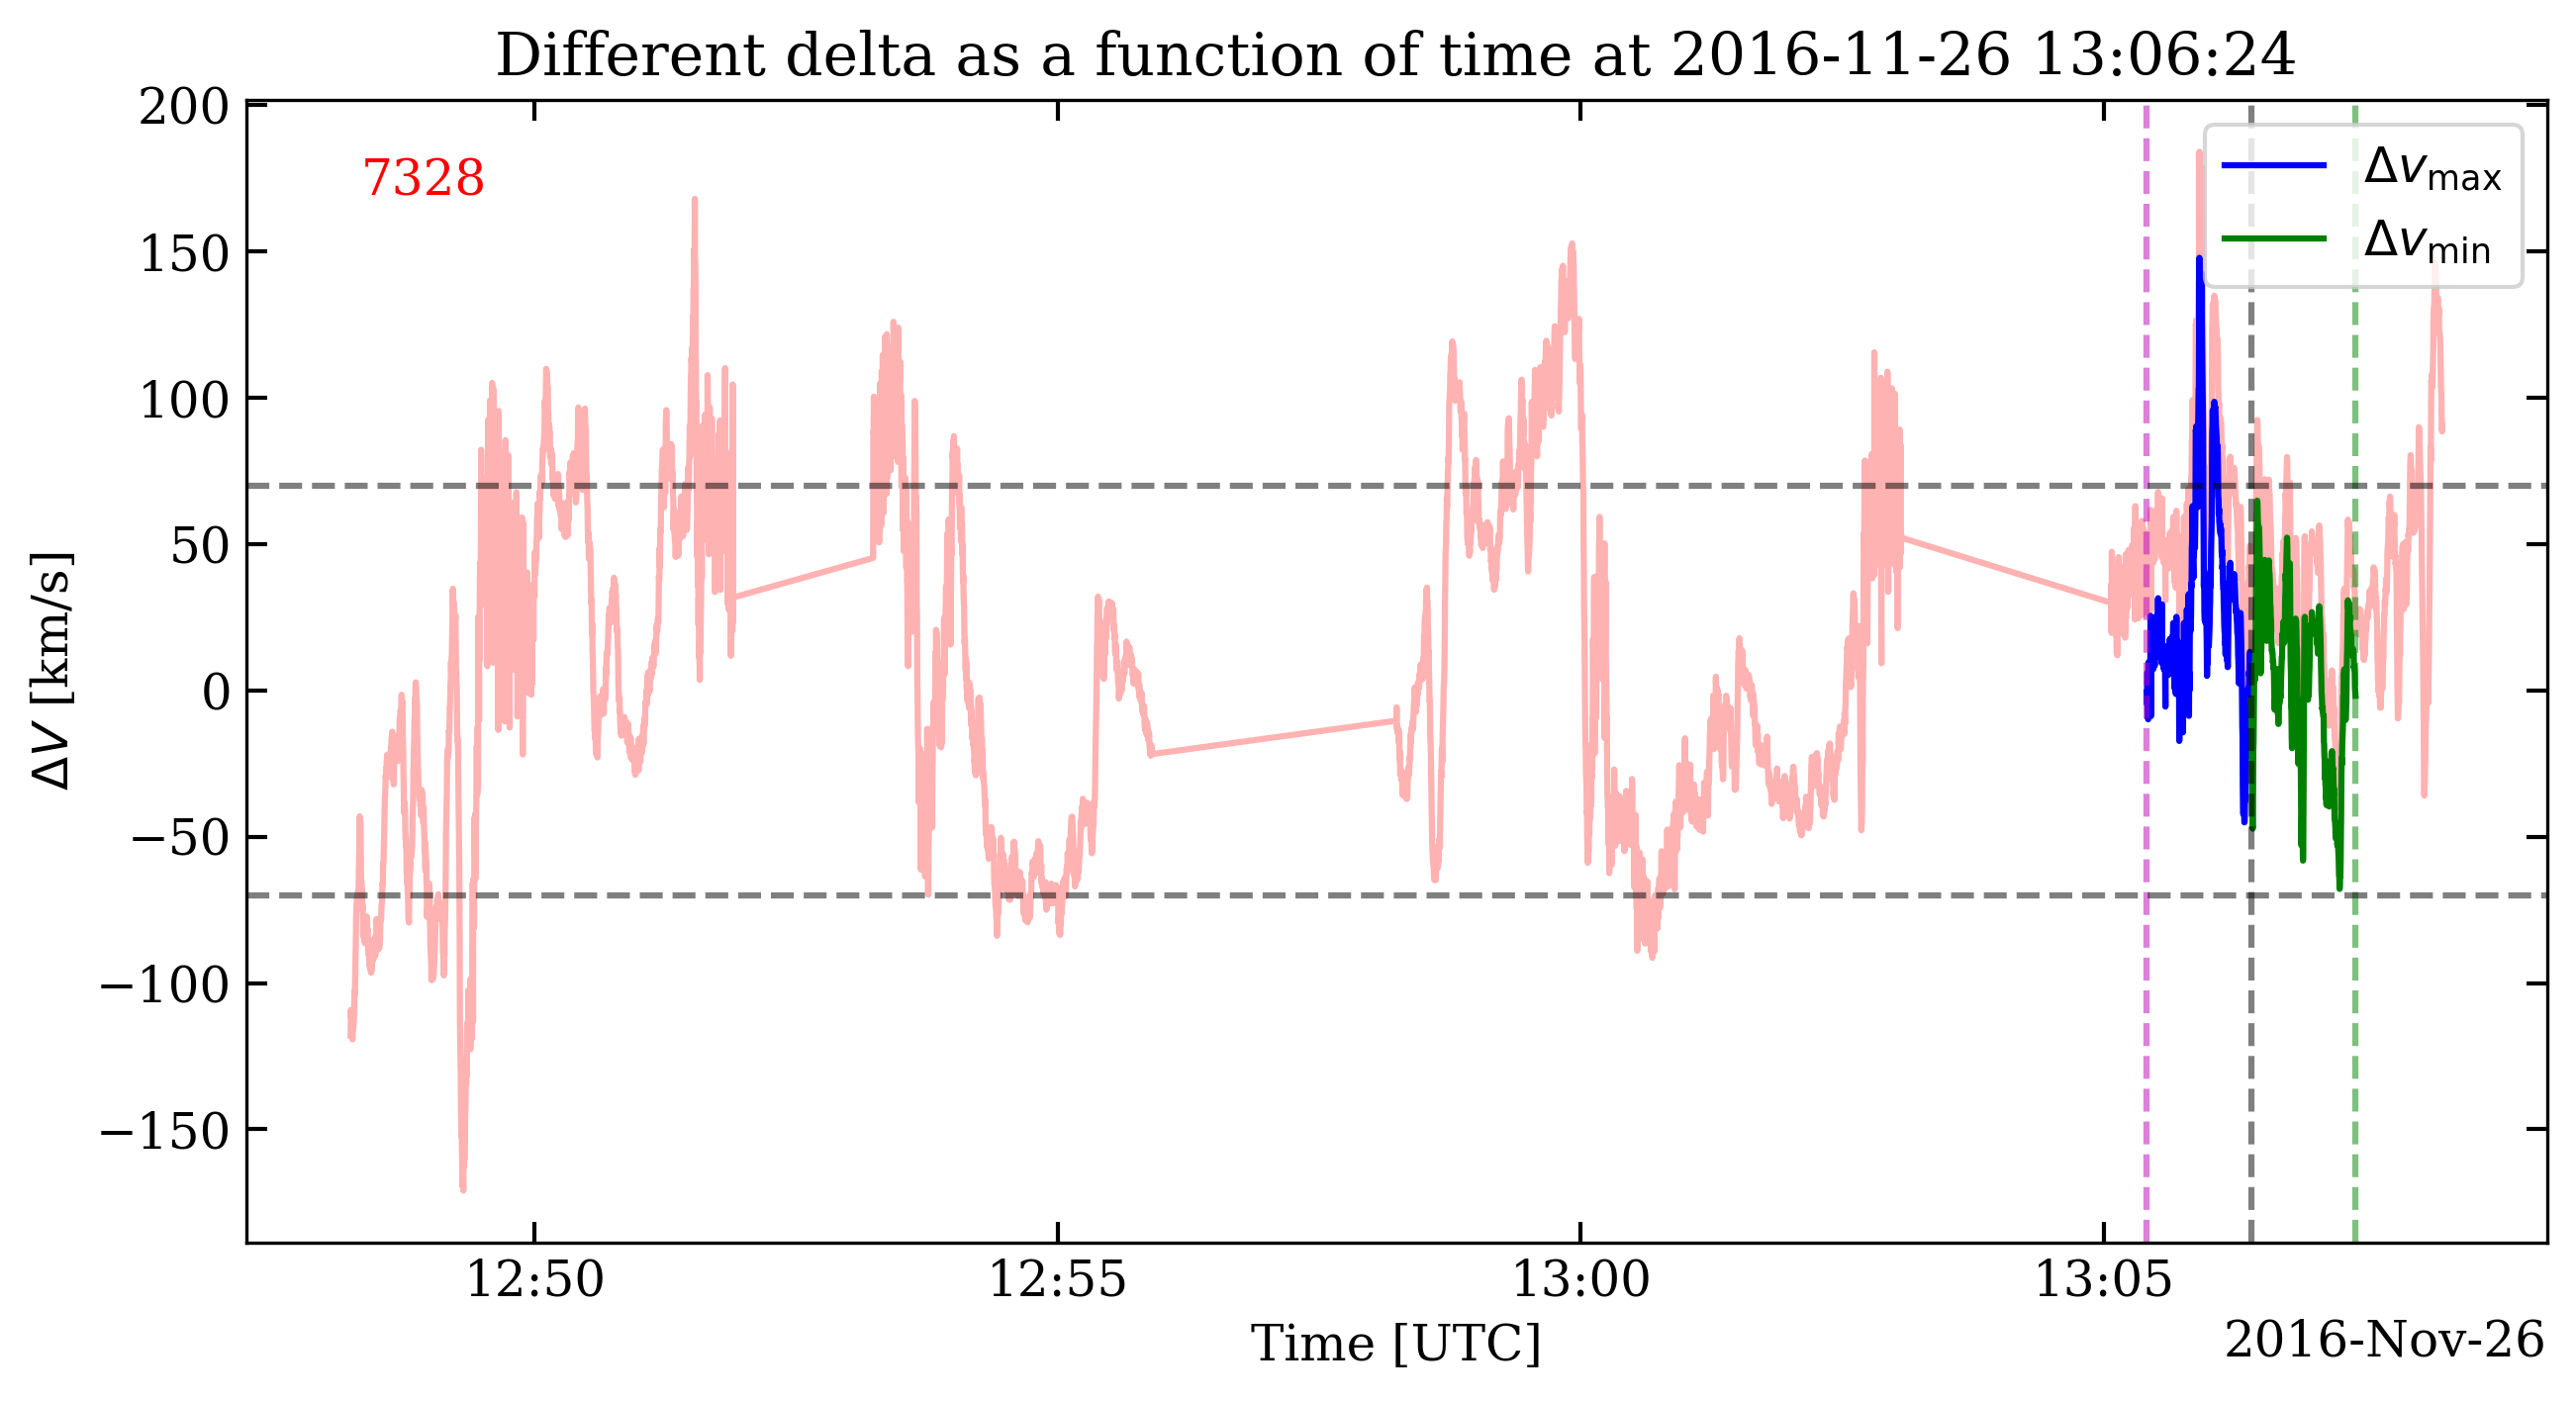 Different delta as a function of time at 2016-11-26 13:06:24
200
150
100
50
0
−50
−100
−150
ΔV [km/s]
7328
Δv_max
Δv_min
12:50
12:55
13:00
13:05
Time [UTC]
2016-Nov-26